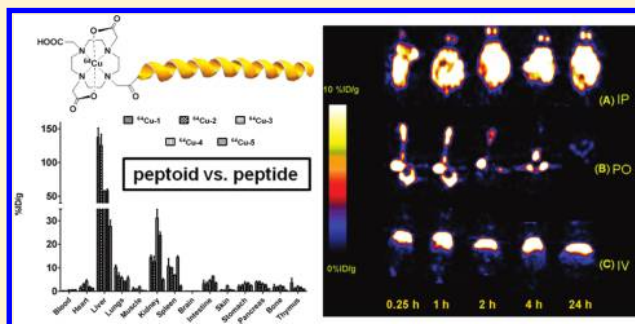 HOOC
O
O
N
N
64Cu
N
N
O
O
O
64Cu-1 64Cu-2 64Cu-3
64Cu-4 64Cu-5
peptoid vs. peptide
%ID/g
150
100
50
30
20
10
0
Blood Heart Liver Lungs Muscle Kidney Spleen Brain Intestine Skin Stomach Pancreas Bone Thymus
10 %ID/g
0%ID/g
(A) IP
(B) PO
(C) IV
0.25 h 1 h 2 h 4 h 24 h